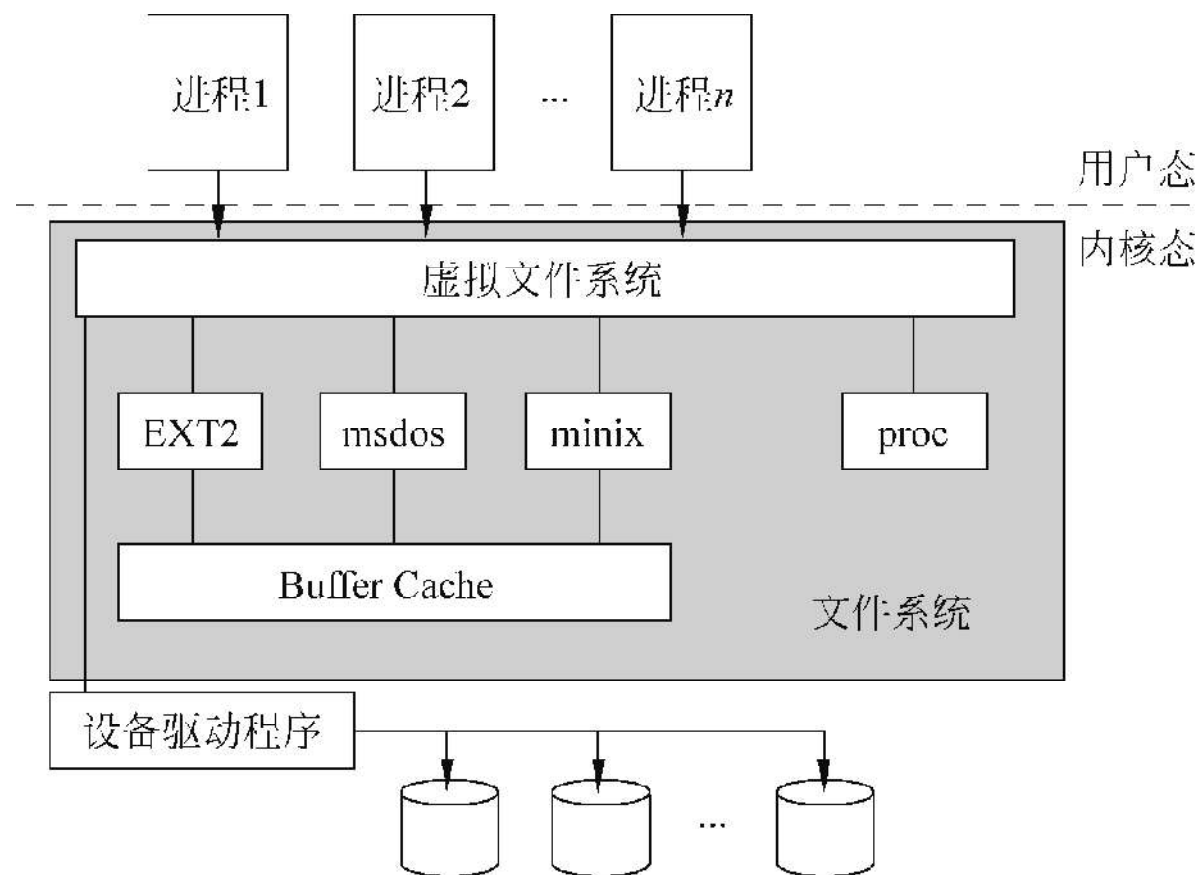 进程1
进程2
...
进程n
用户态
内核态
虚拟文件系统
EXT2
msdos
minix
proc
Buffer Cache
文件系统
设备驱动程序
...